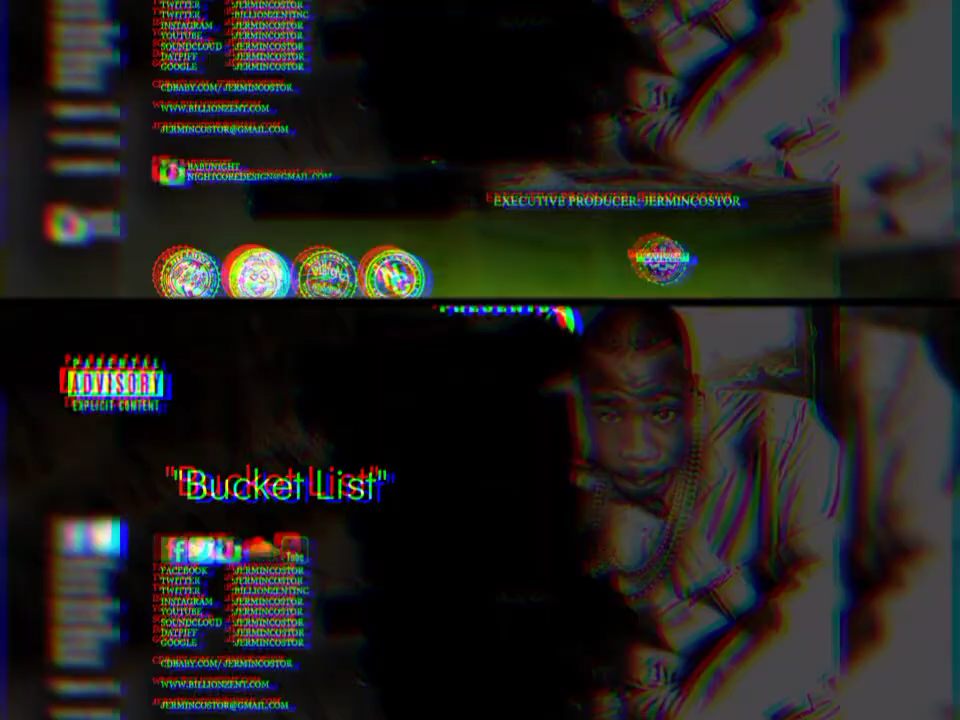 TWITTER :JERMINCOSTOR
TWITTER :BILLIONZENTINC
INSTAGRAM :JERMINCOSTOR
YOUTUBE :JERMINCOSTOR
SOUNDCLOUD :JERMINCOSTOR
DATPIFF :JERMINCOSTOR
GOOGLE :JERMINCOSTOR
CDBABY.COM/JERMINCOSTOR
WWW.BILLIONZENT.COM
JERMINCOSTOR@GMAIL.COM
BABUNIGHT
NIGHTCOREDESIGN@GMAIL.COM
EXECUTIVE PRODUCER: JERMINCOSTOR
PRESENTS
PARENTAL
ADVISORY
EXPLICIT CONTENT
"Bucket List"
Tube
FACEBOOK :JERMINCOSTOR
TWITTER :JERMINCOSTOR
TWITTER :BILLIONZENTINC
INSTAGRAM :JERMINCOSTOR
YOUTUBE :JERMINCOSTOR
SOUNDCLOUD :JERMINCOSTOR
DATPIFF :JERMINCOSTOR
GOOGLE :JERMINCOSTOR
CDBABY.COM/JERMINCOSTOR
WWW.BILLIONZENT.COM
JERMINCOSTOR@GMAIL.COM